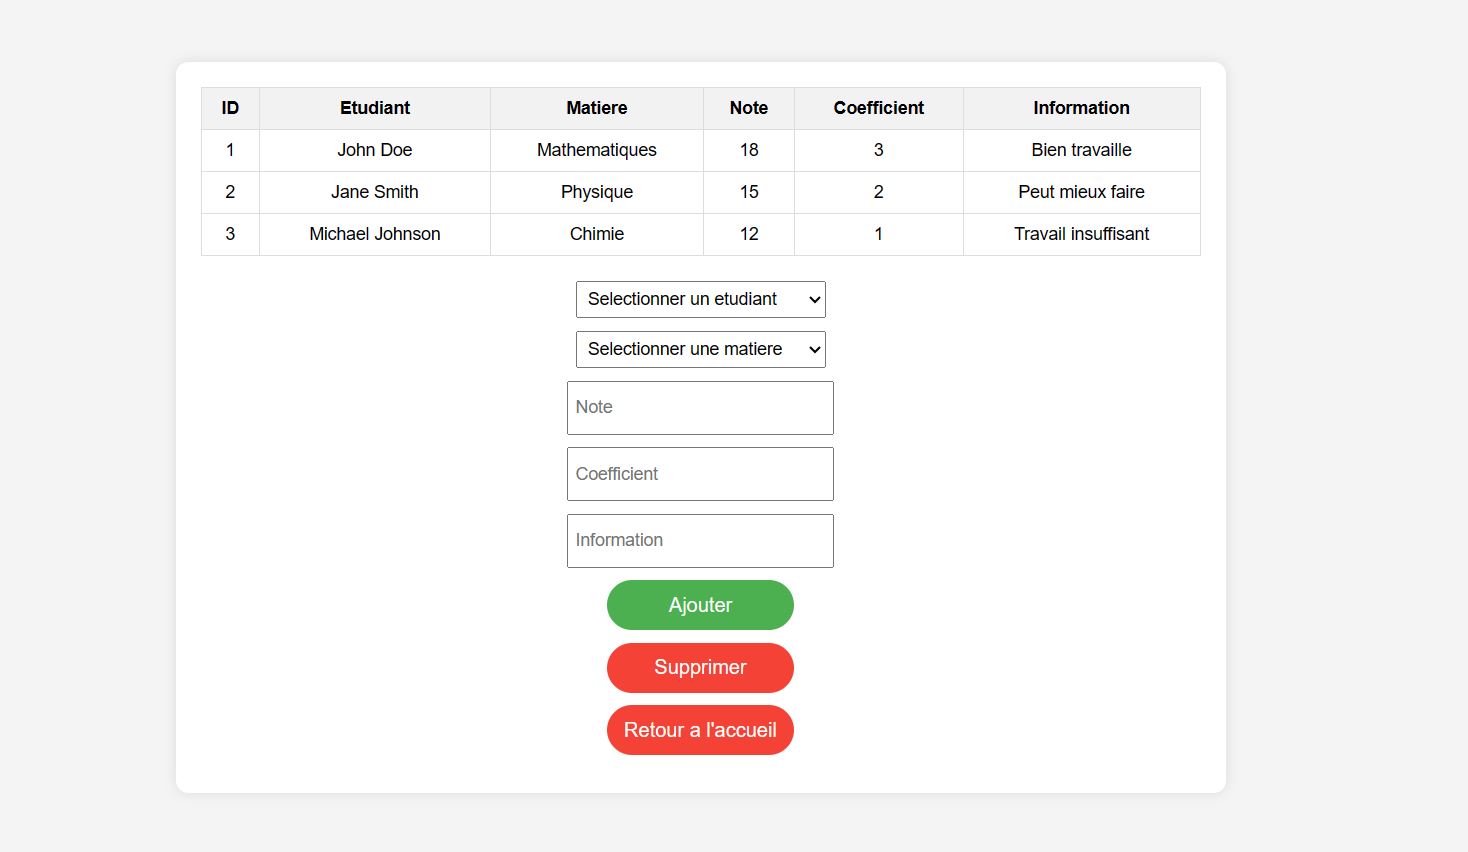 ID Etudiant Matiere Note Coefficient Information
1 John Doe Mathematiques 18 3 Bien travaille
2 Jane Smith Physique 15 2 Peut mieux faire
3 Michael Johnson Chimie 12 1 Travail insuffisant
Selectionner un etudiant
Selectionner une matiere
Note
Coefficient
Information
Ajouter
Supprimer
Retour a l'accueil